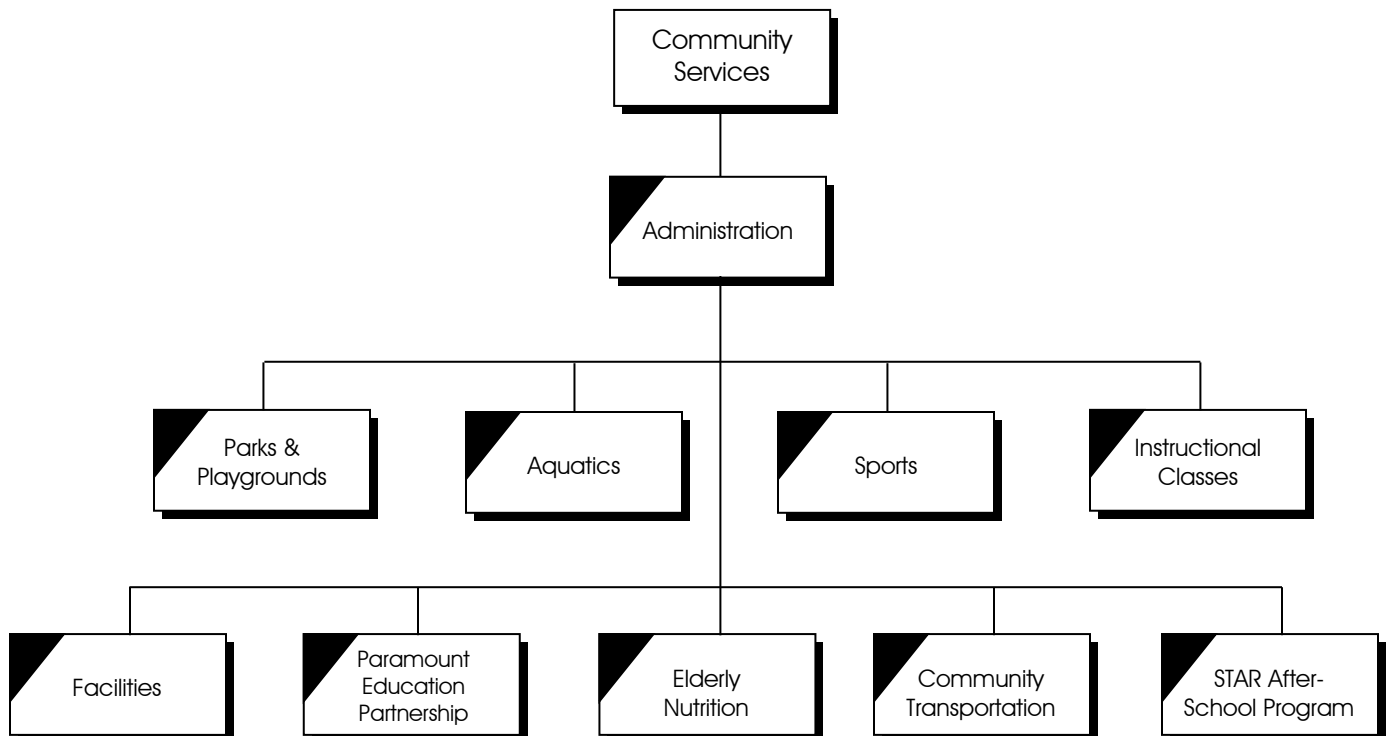 Community
Services
Administration
Parks &
Playgrounds
Aquatics
Sports
Instructional
Classes
Facilities
Paramount
Education
Partnership
Elderly
Nutrition
Community
Transportation
STAR After-
School Program